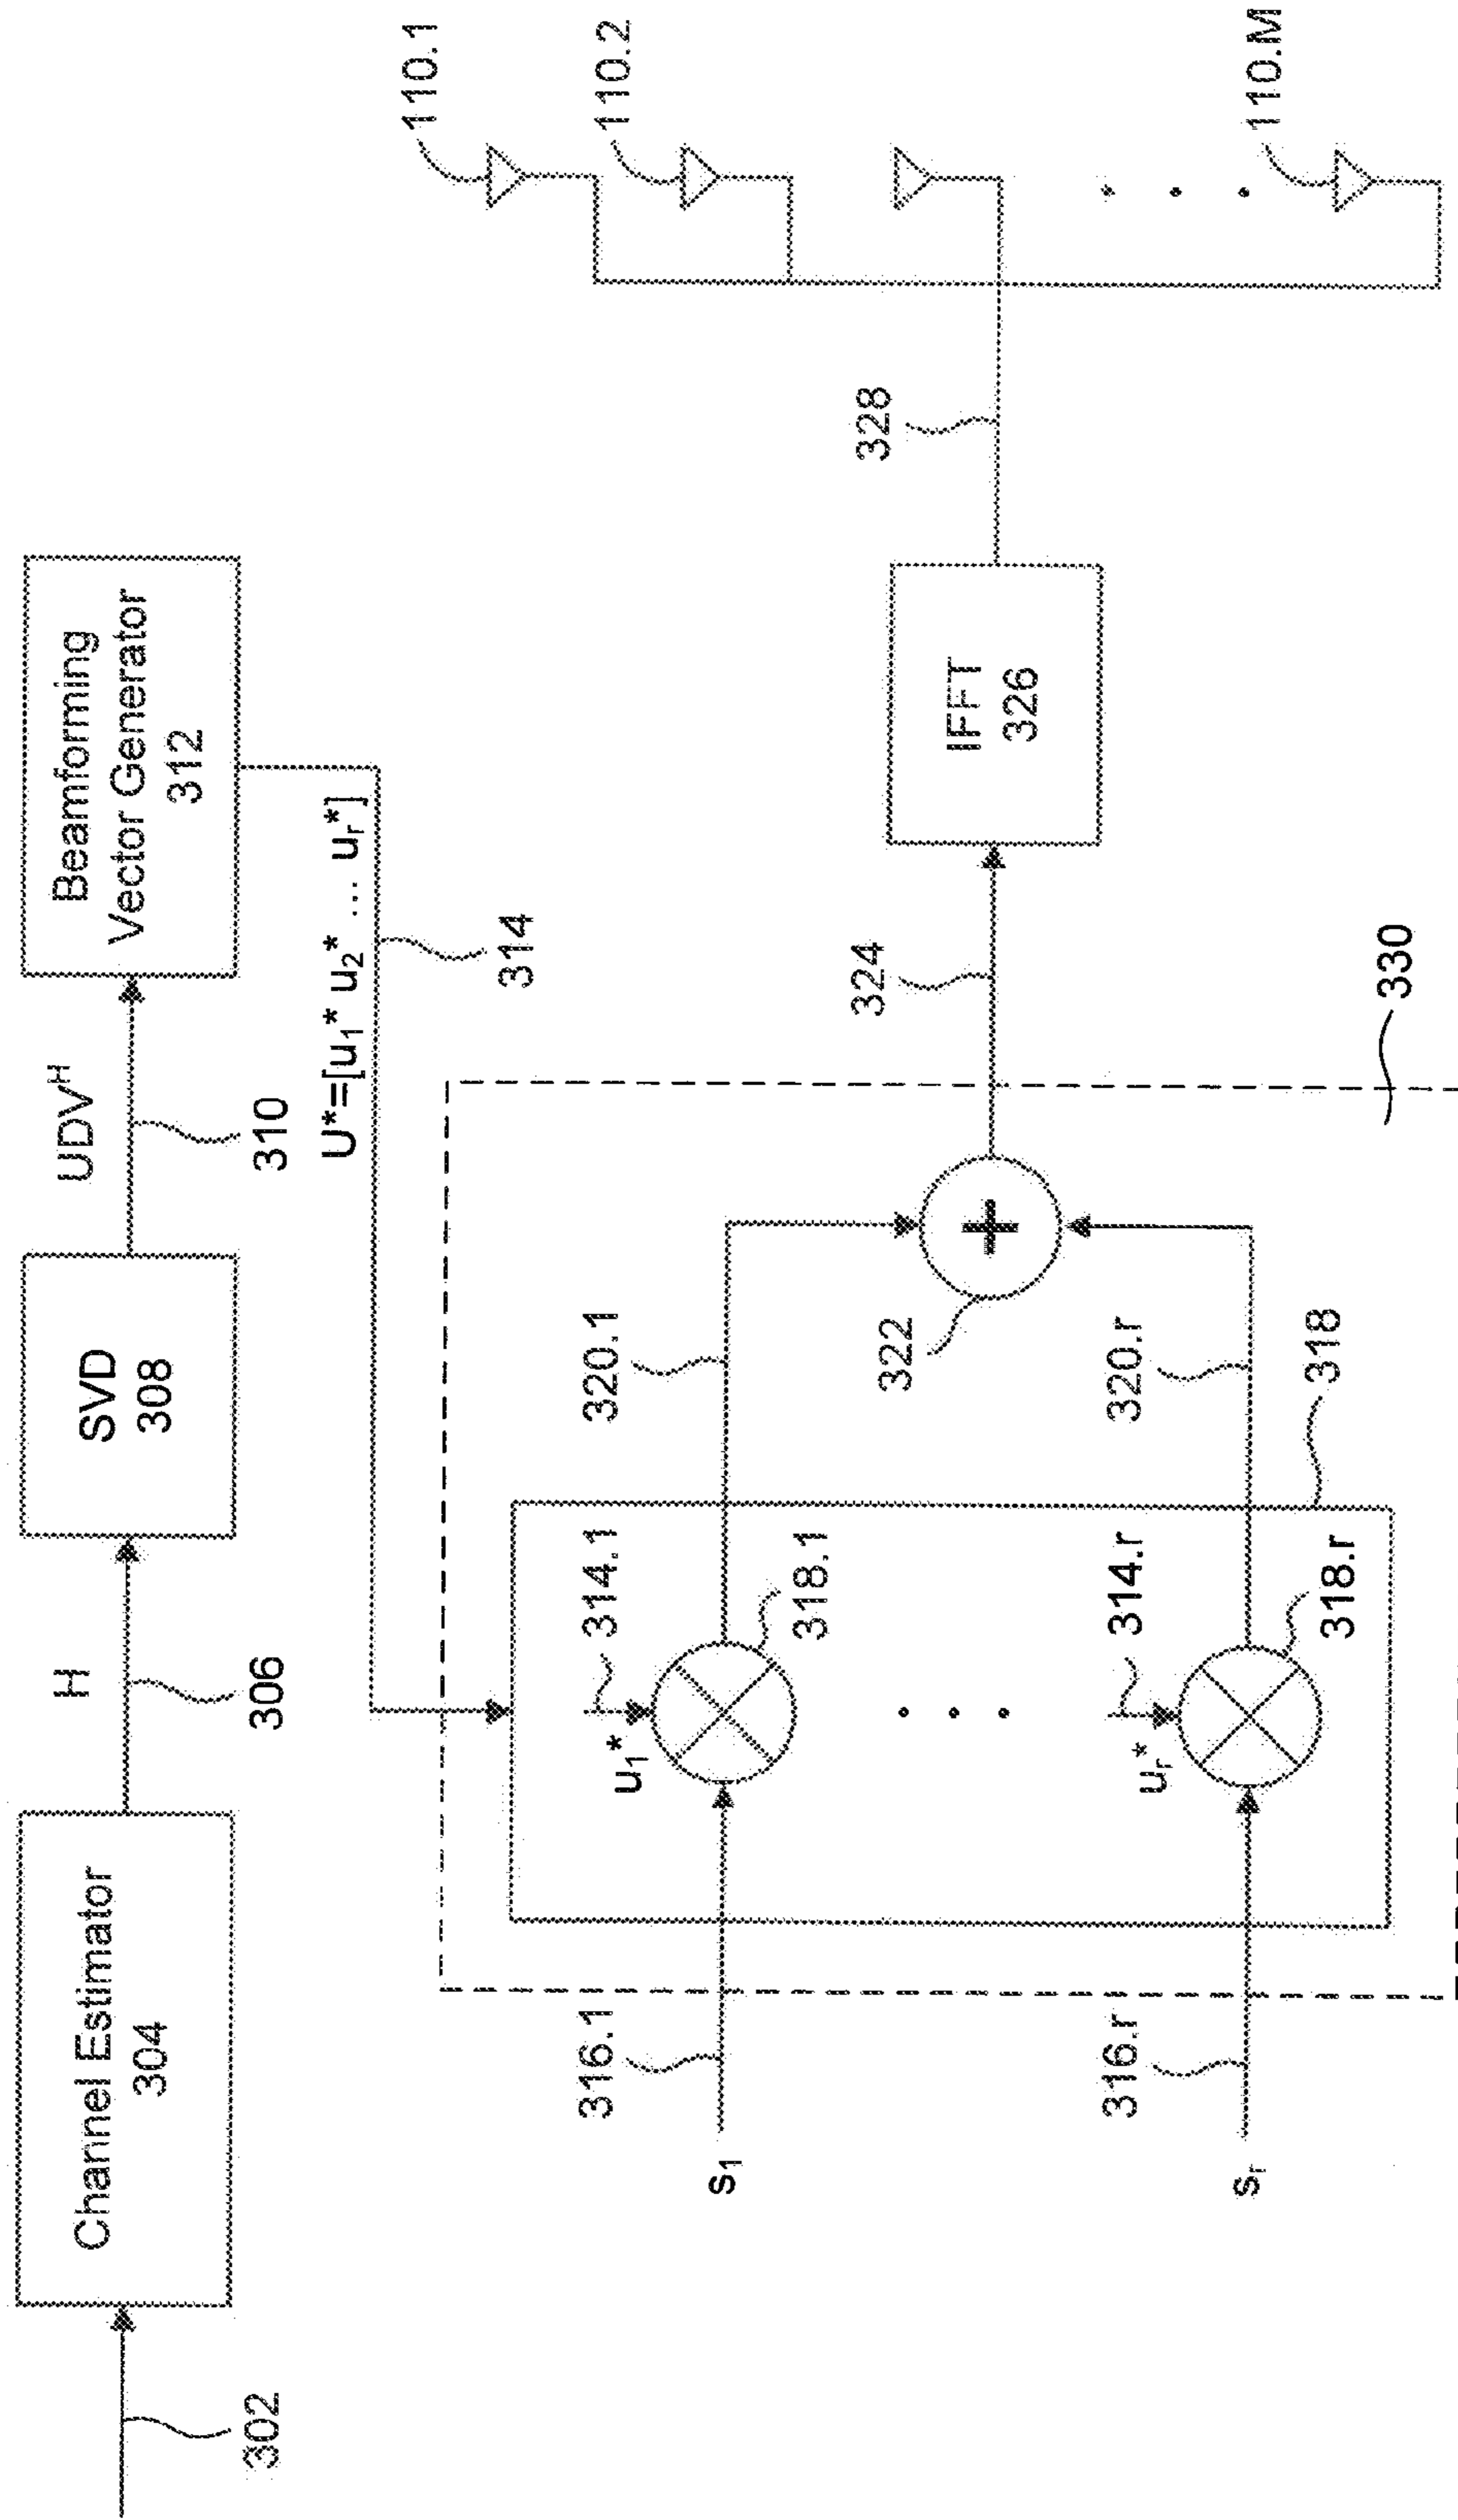 302
Channel Estimator
304
H
306
SVD
308
UDVᴴ
310
Beamforming
Vector Generator
312
U*=[u₁* u₂* ... uᵣ*]
314
s₁
316.1
u₁*
314.1
318.1
320.1
. . .
sᵣ
316.r
uᵣ*
314.r
318.r
320.r
318
322
+
324
330
IFFT
326
328
110.1
110.2
. . .
110.M